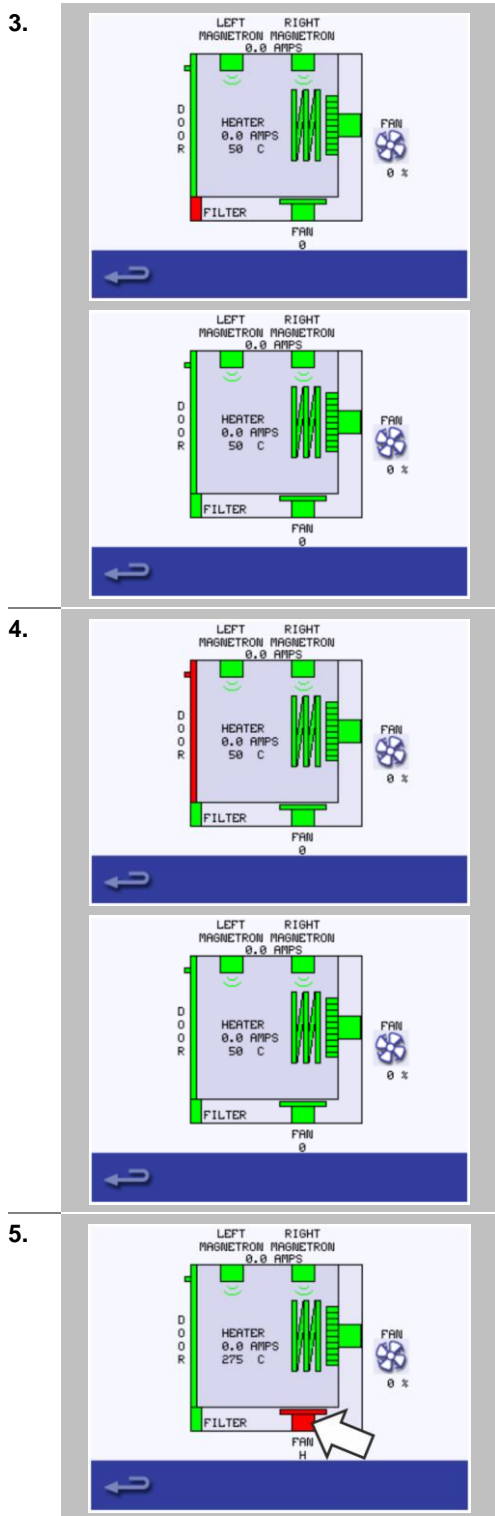 3.
LEFT RIGHT
MAGNETRON MAGNETRON
0.0 AMPS
DOOR
HEATER
0.0 AMPS
50 C
FAN
0 %
FILTER
FAN
0
LEFT RIGHT
MAGNETRON MAGNETRON
0.0 AMPS
DOOR
HEATER
0.0 AMPS
50 C
FAN
0 %
FILTER
FAN
0
4.
LEFT RIGHT
MAGNETRON MAGNETRON
0.0 AMPS
DOOR
HEATER
0.0 AMPS
50 C
FAN
0 %
FILTER
FAN
0
LEFT RIGHT
MAGNETRON MAGNETRON
0.0 AMPS
DOOR
HEATER
0.0 AMPS
50 C
FAN
0 %
FILTER
FAN
0
5.
LEFT RIGHT
MAGNETRON MAGNETRON
0.0 AMPS
DOOR
HEATER
0.0 AMPS
275 C
FAN
0 %
FILTER
FAN
H